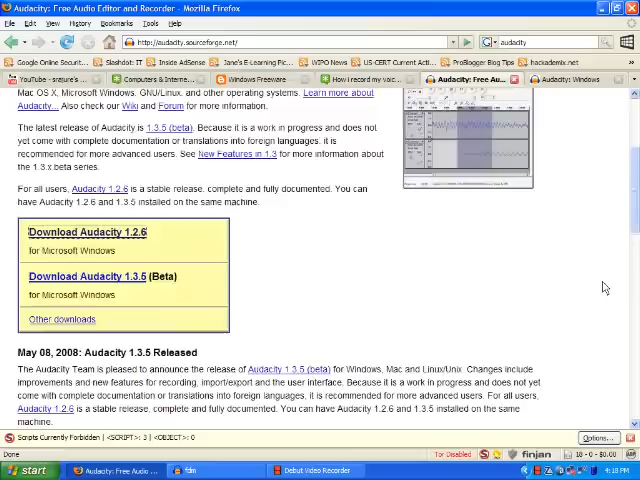 Audacity: Free Audio Editor and Recorder - Mozilla Firefox
File Edit View History Bookmarks Tools Help
http://audacity.sourceforge.net/ audacity
Google Online Security... Slashdot: IT Inside AdSense Jane's E-Learning Pic... WIPO News US-CERT Current Acti... ProBlogger hackademix.net
YouTube - srajure's ... Computers & Interne... Windows Freeware How i record my voic... Audacity: Free Au... Audacity: Windows
Mac OS X, Microsoft Windows, GNU/Linux, and other operating systems. Learn more about
Audacity... Also check our Wiki and Forum for more information.
The latest release of Audacity is 1.3.5 (beta). Because it is a work in progress and does not
yet come with complete documentation or translations into foreign languages, it is
recommended for more advanced users. See New Features in 1.3 for more information about
the 1.3.x beta series.
For all users, Audacity 1.2.6 is a stable release, complete and fully documented. You can
have Audacity 1.2.6 and 1.3.5 installed on the same machine.
Download Audacity 1.2.6
for Microsoft Windows
Download Audacity 1.3.5 (Beta)
for Microsoft Windows
Other downloads
May 08, 2008: Audacity 1.3.5 Released
The Audacity Team is pleased to announce the release of Audacity 1.3.5 (beta) for Windows, Mac and Linux/Unix Changes include
improvements and new features for recording, import/export and the user interface. Because it is a work in progress and does not
yet come with complete documentation or translations into foreign languages, it is recommended for more advanced users. For all users,
Audacity 1.2.6 is a stable release, complete and fully documented. You can have Audacity 1.2.6 and 1.3.5 installed on the same
machine.
Scripts Currently Forbidden | <SCRIPT>: 3 | <OBJECT>: 0 Options...
Done Tor Disabled finjan 18 - 0 - $0.00
start Audacity: Free Audio ... fdm Debut Video Recorder 4:18 PM